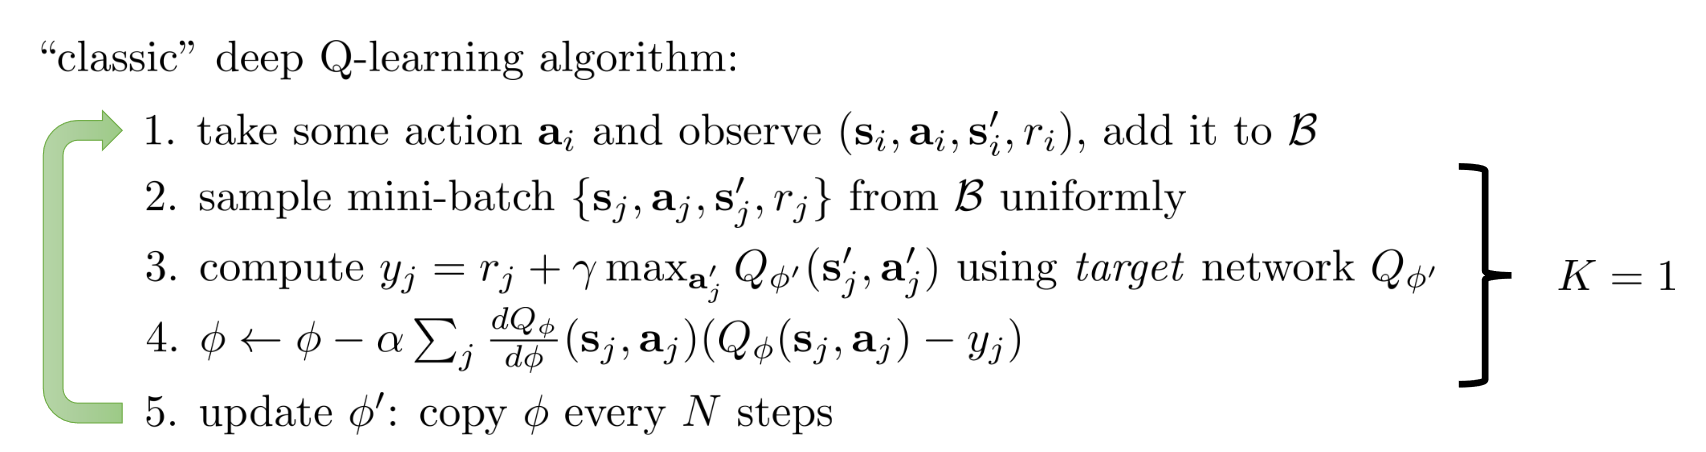 “classic” deep Q-learning algorithm:
1. take some action $\mathbf{a}_i$ and observe $(\mathbf{s}_i, \mathbf{a}_i, \mathbf{s}'_i, r_i)$, add it to $\mathcal{B}$
2. sample mini-batch $\{\mathbf{s}_j, \mathbf{a}_j, \mathbf{s}'_j, r_j\}$ from $\mathcal{B}$ uniformly
3. compute $y_j = r_j + \gamma \max_{\mathbf{a}'_j} Q_{\phi'}(\mathbf{s}'_j, \mathbf{a}'_j)$ using target network $Q_{\phi'}$
$K = 1$
4. $\phi \leftarrow \phi - \alpha \sum_j \frac{dQ_\phi}{d\phi}(\mathbf{s}_j, \mathbf{a}_j)(Q_\phi(\mathbf{s}_j, \mathbf{a}_j) - y_j)$
5. update $\phi'$: copy $\phi$ every $N$ steps